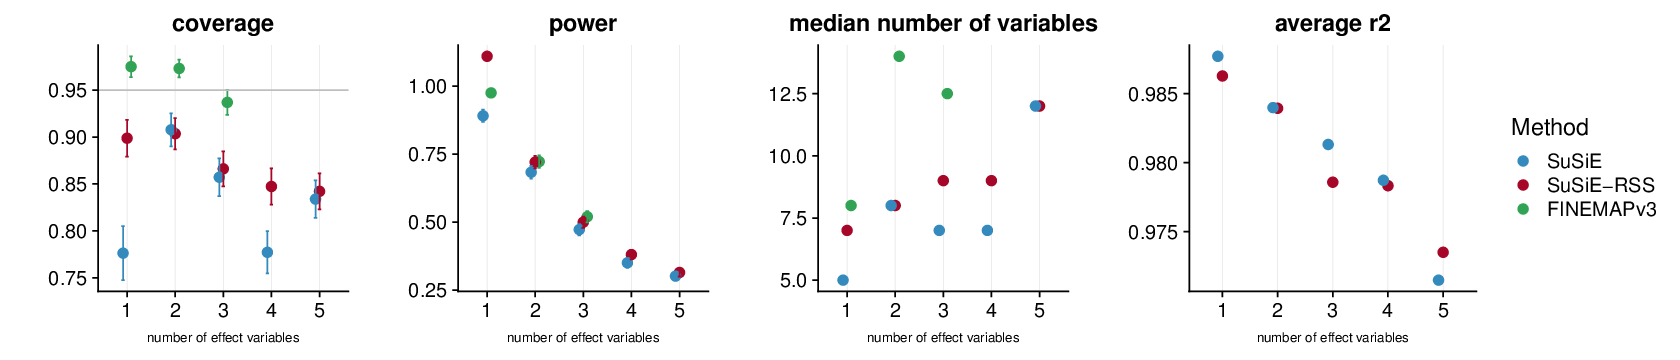 coverage
0.95
0.90
0.85
0.80
0.75
1 2 3 4 5
number of effect variables
power
1.00
0.75
0.50
0.25
1 2 3 4 5
number of effect variables
median number of variables
12.5
10.0
7.5
5.0
1 2 3 4 5
number of effect variables
average r2
0.985
0.980
0.975
1 2 3 4 5
number of effect variables
Method
SuSiE
SuSiE−RSS
FINEMAPv3